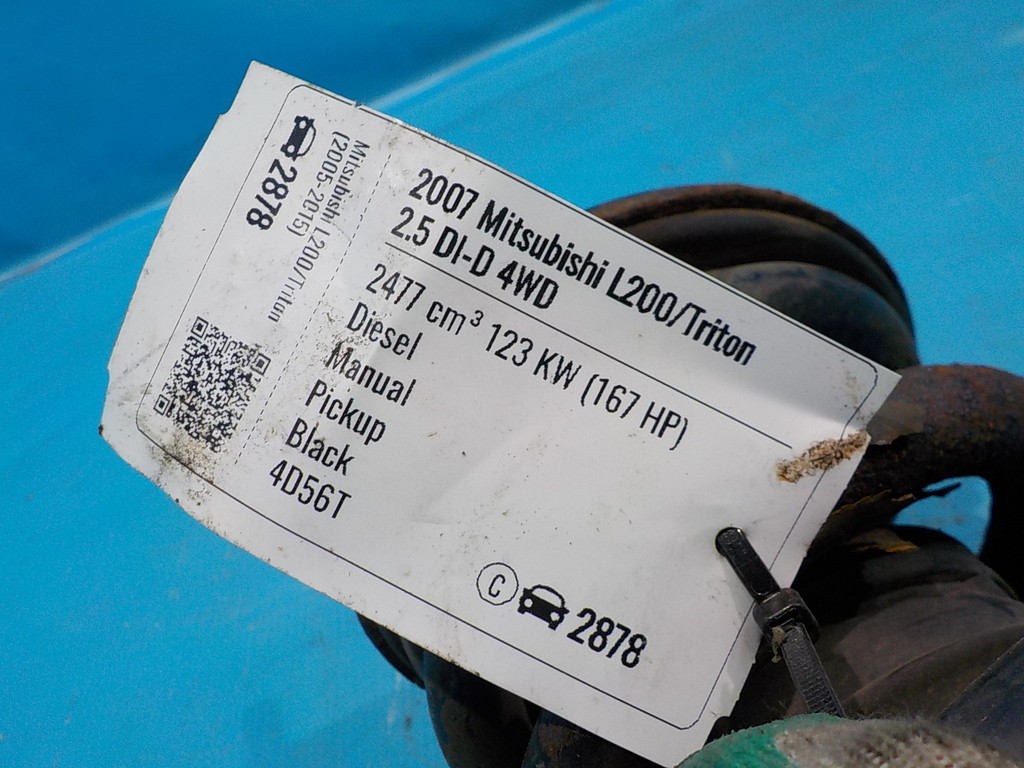 2878
Mitsubishi L200/Triton
(2005-2015)
2007 Mitsubishi L200/Triton
2.5 DI-D 4WD
2477 cm³ 123 KW (167 HP)
Diesel
Manual
Pickup
Black
4D56T
C 2878